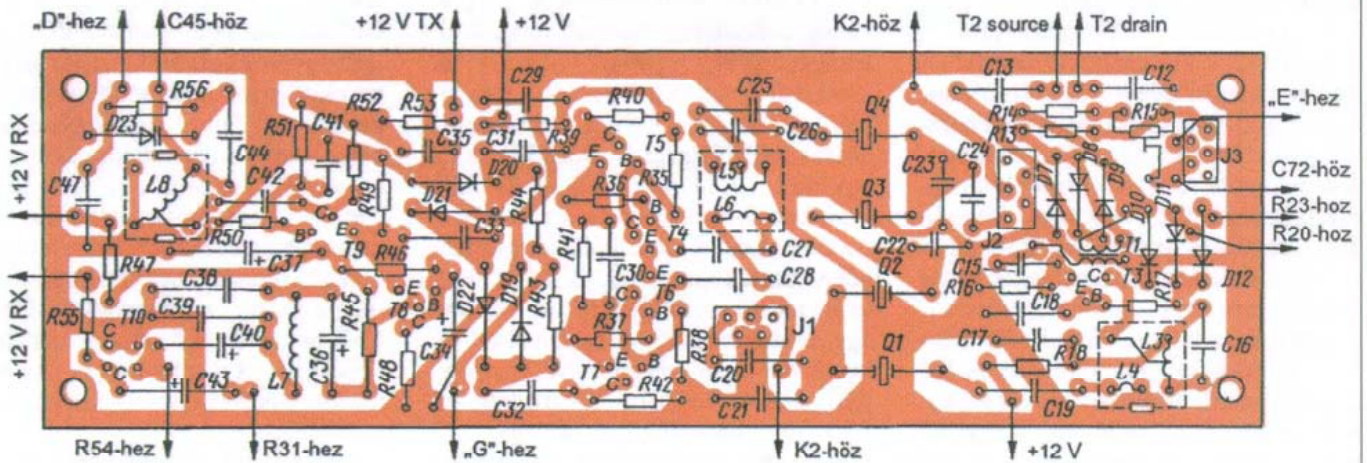 „D"-hez C45-höz +12 V TX +12 V K2-höz T2 source T2 drain
„E"-hez
C72-höz
R23-hoz
R20-hoz
+12 V RX
+12 V RX
R56 C29 C25 C13 C12
D23 R51 R52 R53 R40 R14 R15
C44 C41 C35 C31 R39 C T5 C26 Q4 R13 J3
L8 D20 E B R35 L5 C23 C24 D7 D8 D9
C47 C42 R49 D21 R44 R36 L6 Q3 D10 D11
R50 C C33 B T4 C22 J2 T1
B E E C27
R47 C37 T9 R46 R41 C C15 C T3 D12
C38 E C30 E C28 Q2 R16 E B R17
C39 R45 T8 B D22 D19 R43 C T6 C18
R55 T10 C B J1
C C40 C36 R48 C34 R37 R38 C17 R18 L3 C16
C L7 T7 E B C20 Q1 L4
C43 C32 C R42 C21 C19
R54-hez R31-hez „G"-hez K2-höz +12 V